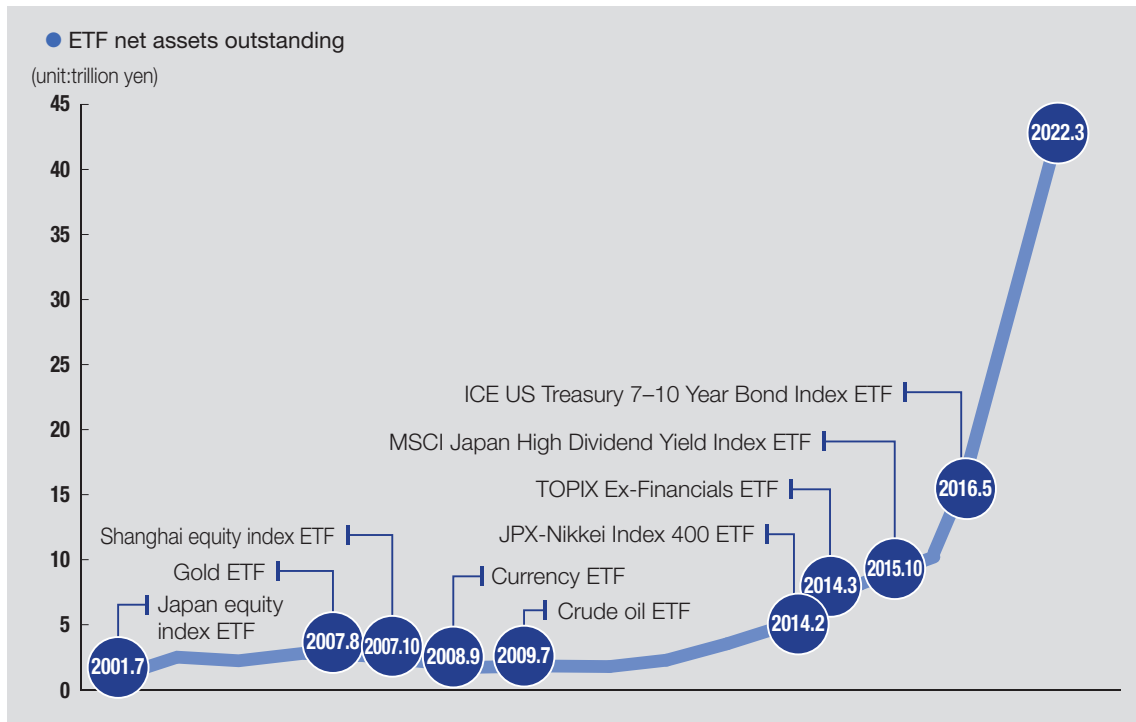 ETF net assets outstanding
(unit:trillion yen)
45
40
35
30
25
20
15
10
5
0
2022.3
ICE US Treasury 7–10 Year Bond Index ETF
MSCI Japan High Dividend Yield Index ETF
TOPIX Ex-Financials ETF
JPX-Nikkei Index 400 ETF
Shanghai equity index ETF
Gold ETF
Japan equity
index ETF
Currency ETF
Crude oil ETF
2001.7
2007.8
2007.10
2008.9
2009.7
2014.2
2014.3
2015.10
2016.5